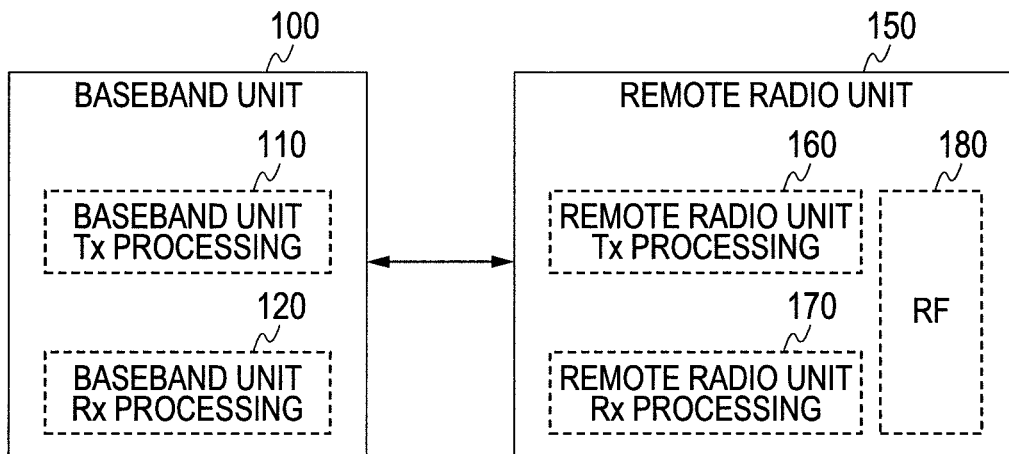 100
BASEBAND UNIT
110
BASEBAND UNIT
Tx PROCESSING
120
BASEBAND UNIT
Rx PROCESSING
150
REMOTE RADIO UNIT
160
REMOTE RADIO UNIT
Tx PROCESSING
170
REMOTE RADIO UNIT
Rx PROCESSING
180
RF